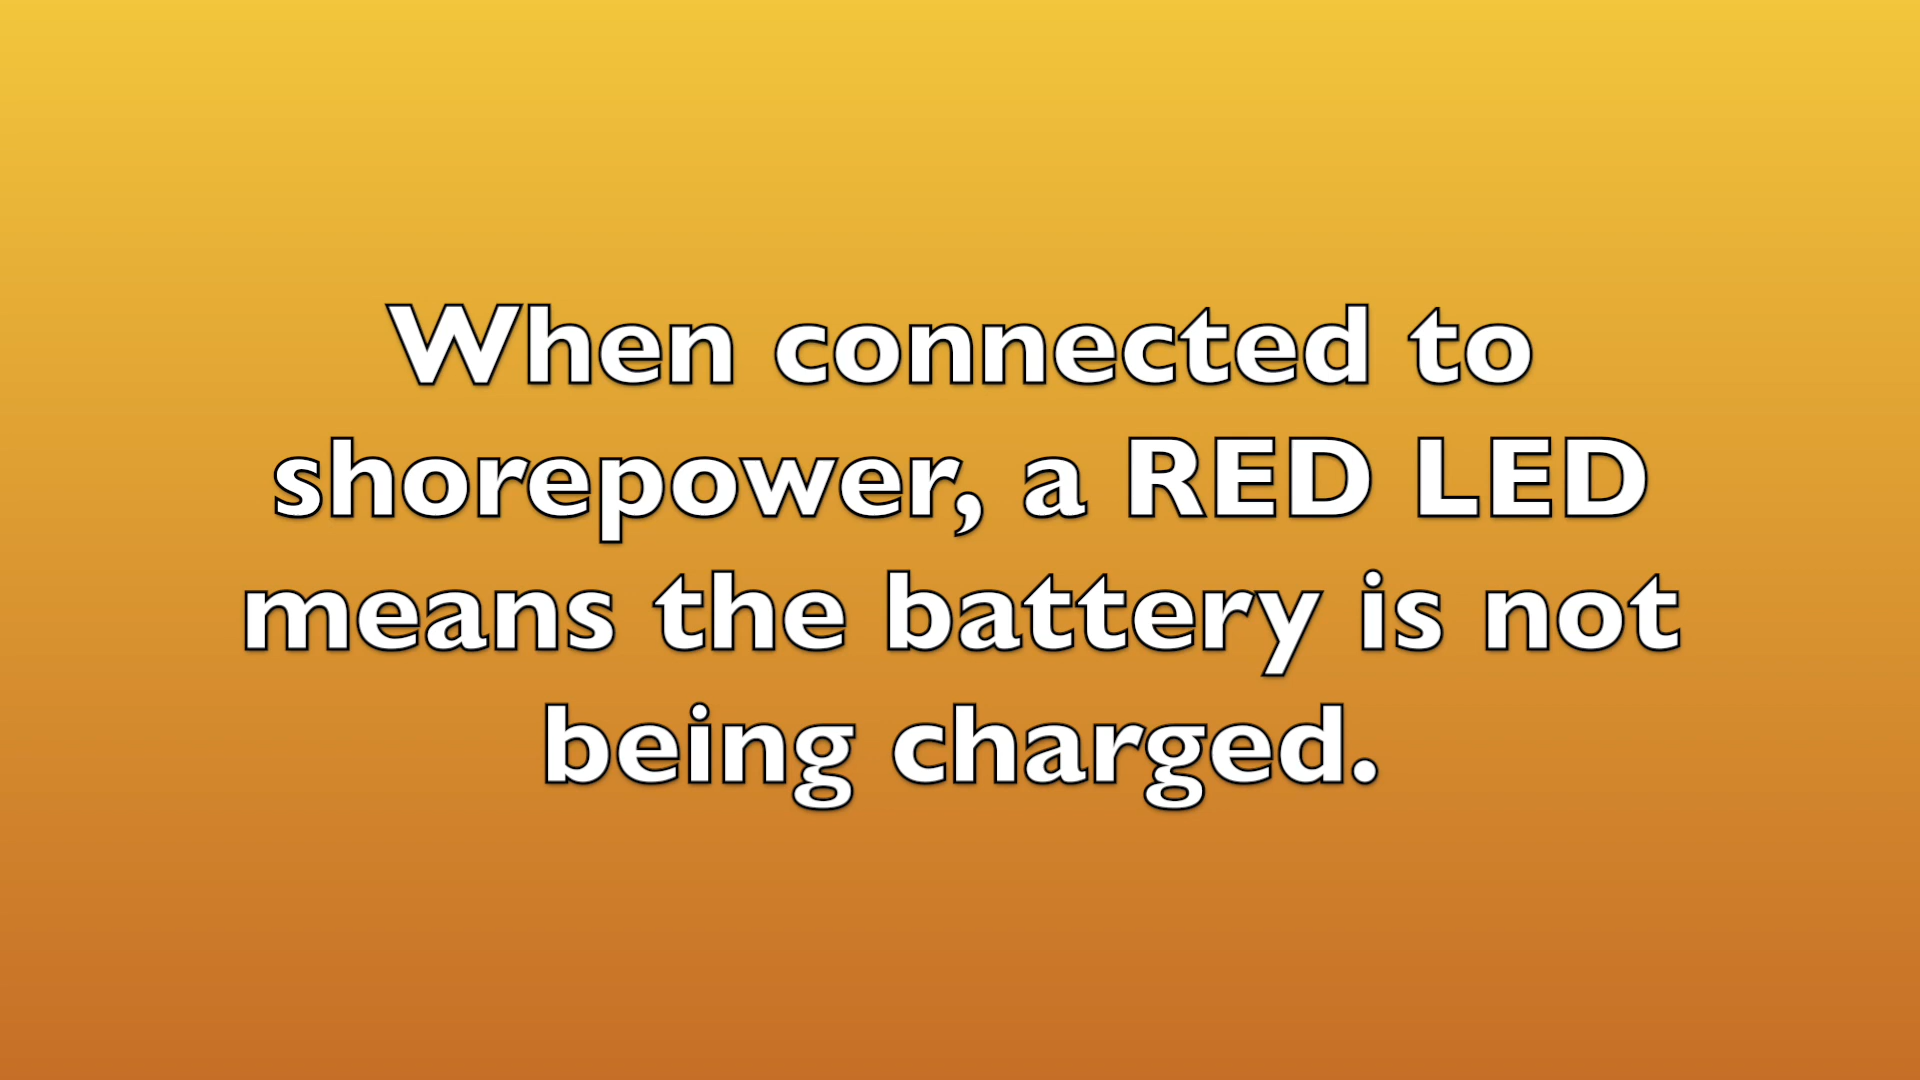 When connected to
shorepower, a RED LED
means the battery is not
being charged.